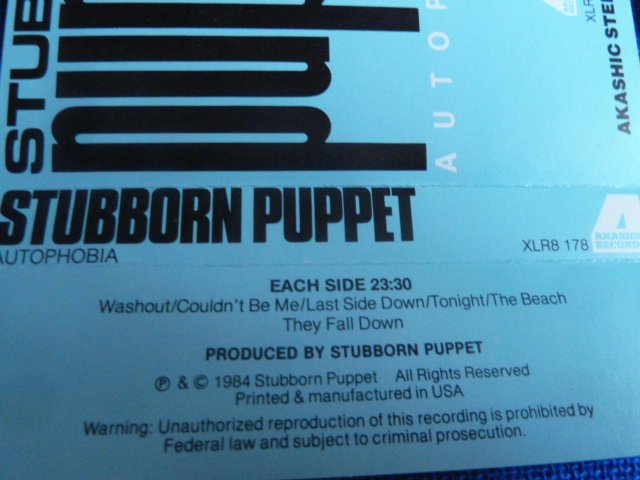 STUB
pup
AUTOF
XLR
AKASHIC STE
STUBBORN PUPPET
AUTOPHOBIA
XLR8 178
A
AKASHIC
RECORDS
EACH SIDE 23:30
Washout/Couldn't Be Me/Last Side Down/Tonight/The Beach
They Fall Down
PRODUCED BY STUBBORN PUPPET
℗ & © 1984 Stubborn Puppet All Rights Reserved
Printed & manufactured in USA
Warning: Unauthorized reproduction of this recording is prohibited by
Federal law and subject to criminal prosecution.